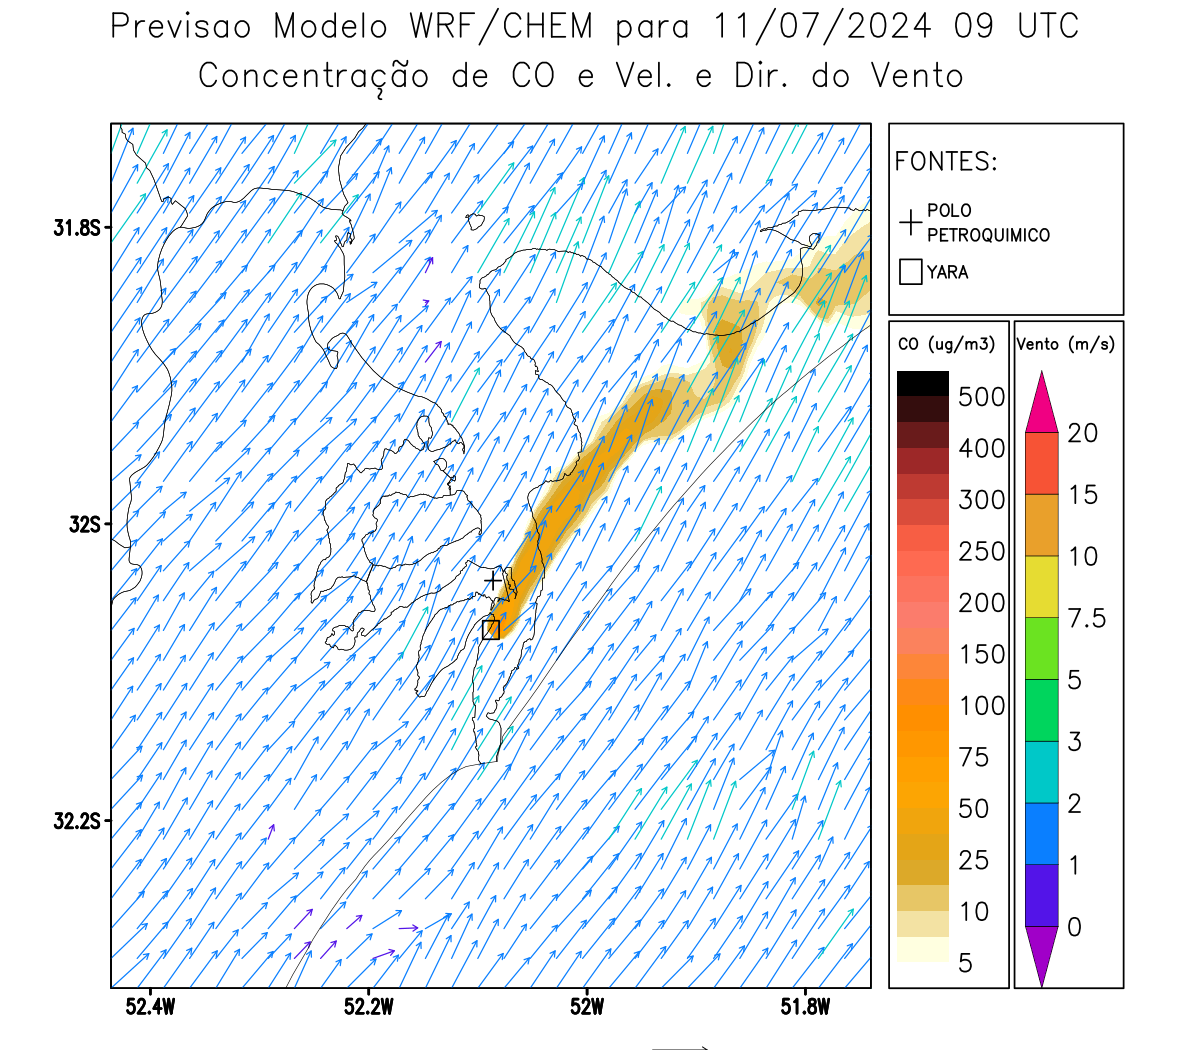 Previsao Modelo WRF/CHEM para 11/07/2024 09 UTC
Concentração de CO e Vel. e Dir. do Vento
FONTES:
POLO
PETROQUIMICO
YARA
CO (ug/m3)
500
400
300
250
200
150
100
75
50
25
10
5
Vento (m/s)
20
15
10
7.5
5
3
2
1
0
31.8S
32S
32.2S
52.4W
52.2W
52W
51.8W